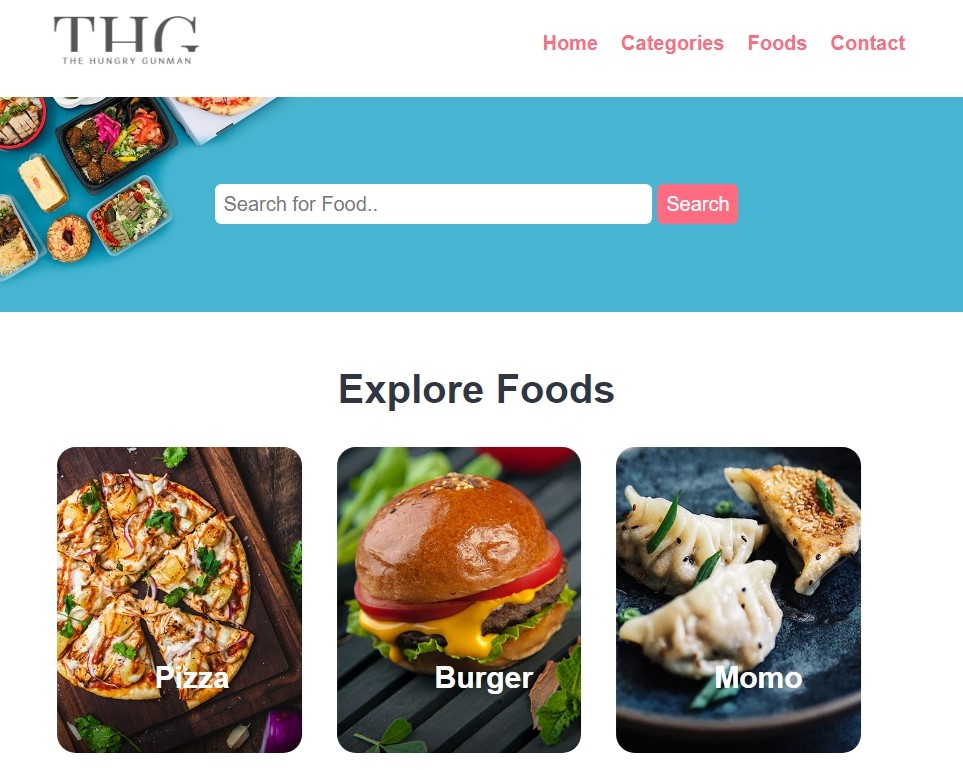 THG
THE HUNGRY GUNMAN
Home Categories Foods Contact
Search for Food.. Search
Explore Foods
Pizza Burger Momo